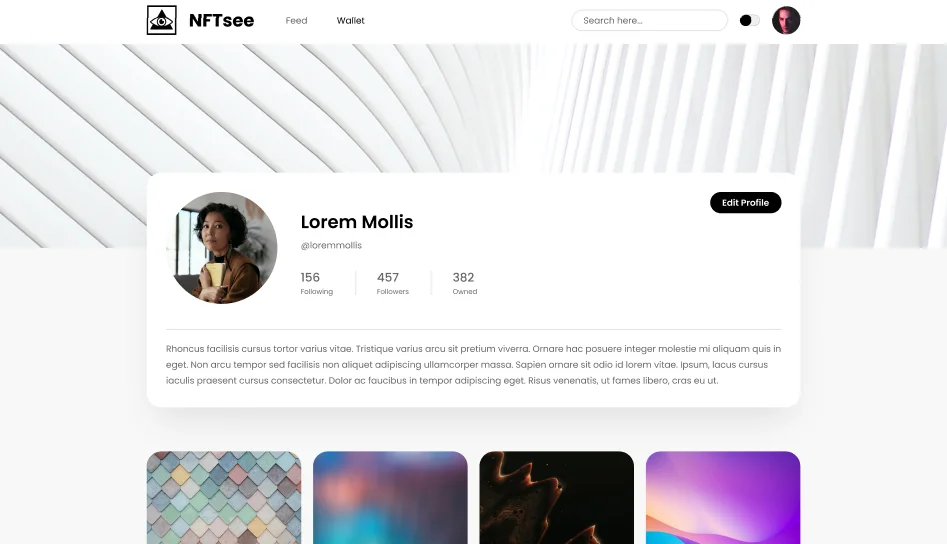 NFTsee
Feed
Wallet
Search here...
Edit Profile
Lorem Mollis
@loremmollis
156
457
382
Following
Followers
Owned
Rhoncus facilisis cursus tortor varius vitae. Tristique varius arcu sit pretium viverra. Ornare hac posuere integer molestie mi aliquam quis in
eget. Non arcu tempor sed facilisis non aliquet adipiscing ullamcorper massa. Sapien ornare sit odio id lorem vitae. Ipsum, lacus cursus
iaculis praesent cursus consectetur. Dolor ac faucibus in tempor adipiscing eget. Risus venenatis, ut fames libero, cras eu ut.